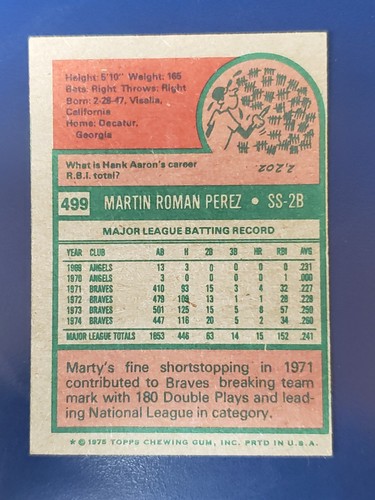 Height: 5'10" Weight: 165
Bats: Right Throws: Right
Born: 2-28-47, Visalia,
California
Home: Decatur,
Georgia
What is Hank Aaron's career
R.B.I. total?
2,202
499 MARTIN ROMAN PEREZ • SS-2B
MAJOR LEAGUE BATTING RECORD
YEAR CLUB AB H 2B 3B HR RBI AVG
1969 ANGELS 13 3 0 0 0 0 .231
1970 ANGELS 3 3 0 0 0 1 1.000
1971 BRAVES 410 93 15 3 4 32 .227
1972 BRAVES 479 109 13 1 1 28 .228
1973 BRAVES 501 125 15 5 8 57 .250
1974 BRAVES 447 116 20 5 2 34 .260
MAJOR LEAGUE TOTALS 1853 446 63 14 15 152 .241
Marty's fine shortstopping in 1971
contributed to Braves breaking team
mark with 180 Double Plays and lead-
ing National League in category.
* © 1975 TOPPS CHEWING GUM, INC. PRTD IN U.S.A.